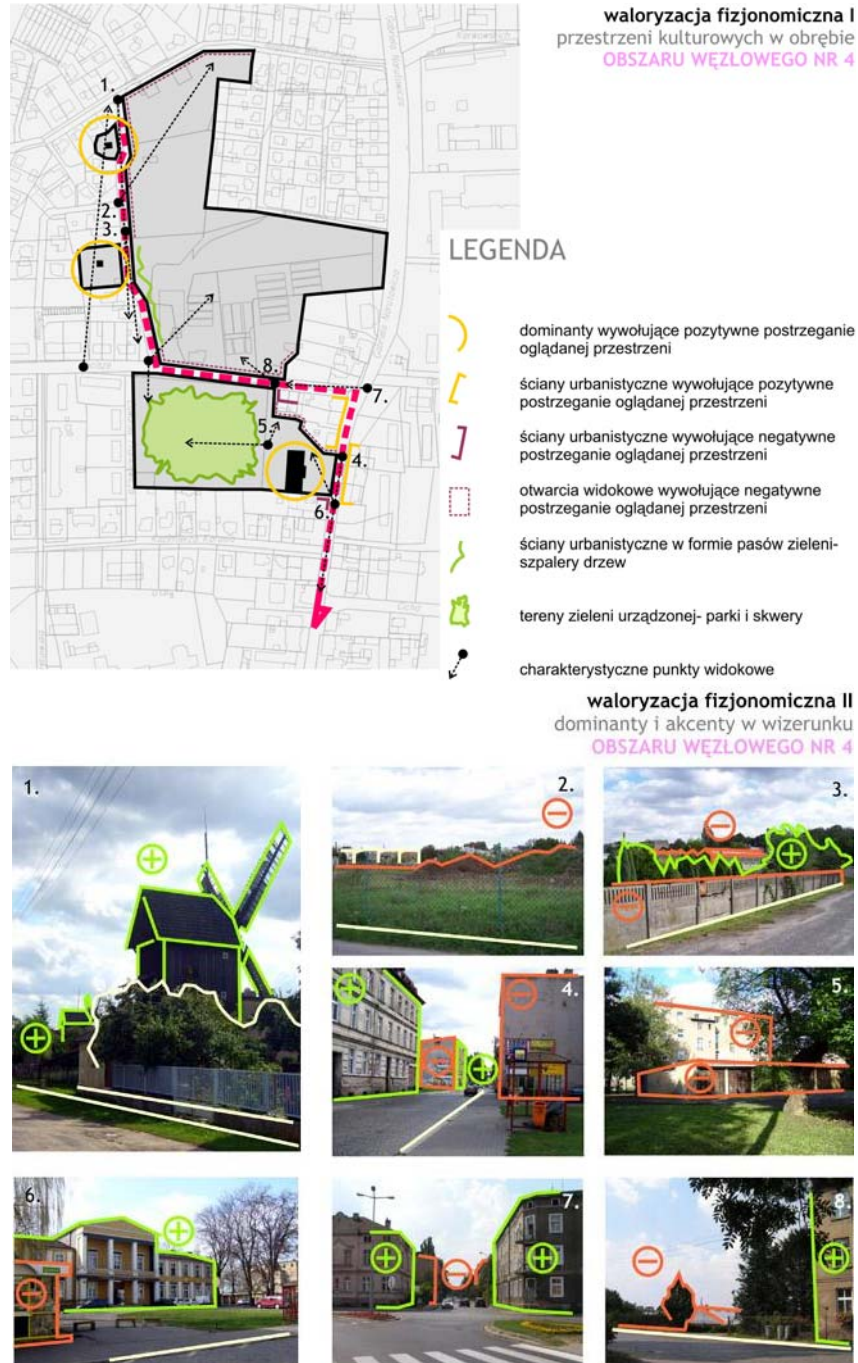 waloryzacja fizjonomiczna I
przestrzeni kulturowych w obrębie
OBSZARU WĘZŁOWEGO NR 4
1.
2.
3.
8.
7.
5.
4.
6.
LEGENDA
dominanty wywołujące pozytywne postrzeganie
oglądanej przestrzeni
ściany urbanistyczne wywołujące pozytywne
postrzeganie oglądanej przestrzeni
ściany urbanistyczne wywołujące negatywne
postrzeganie oglądanej przestrzeni
otwarcia widokowe wywołujące negatywne
postrzeganie oglądanej przestrzeni
ściany urbanistyczne w formie pasów zieleni-
szpalery drzew
tereny zieleni urządzonej- parki i skwery
charakterystyczne punkty widokowe
waloryzacja fizjonomiczna II
dominanty i akcenty w wizerunku
OBSZARU WĘZŁOWEGO NR 4
1.
2.
3.
4.
5.
6.
7.
8.